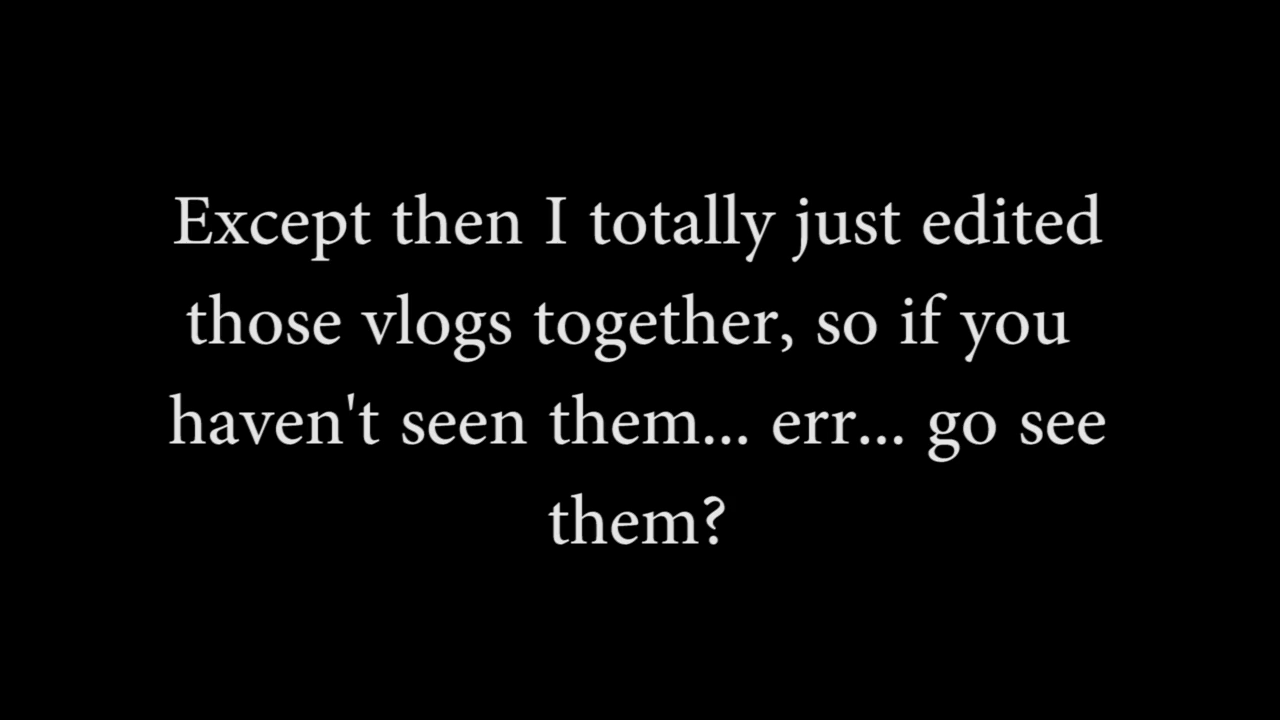 Except then I totally just edited
those vlogs together, so if you
haven't seen them... err... go see
them?